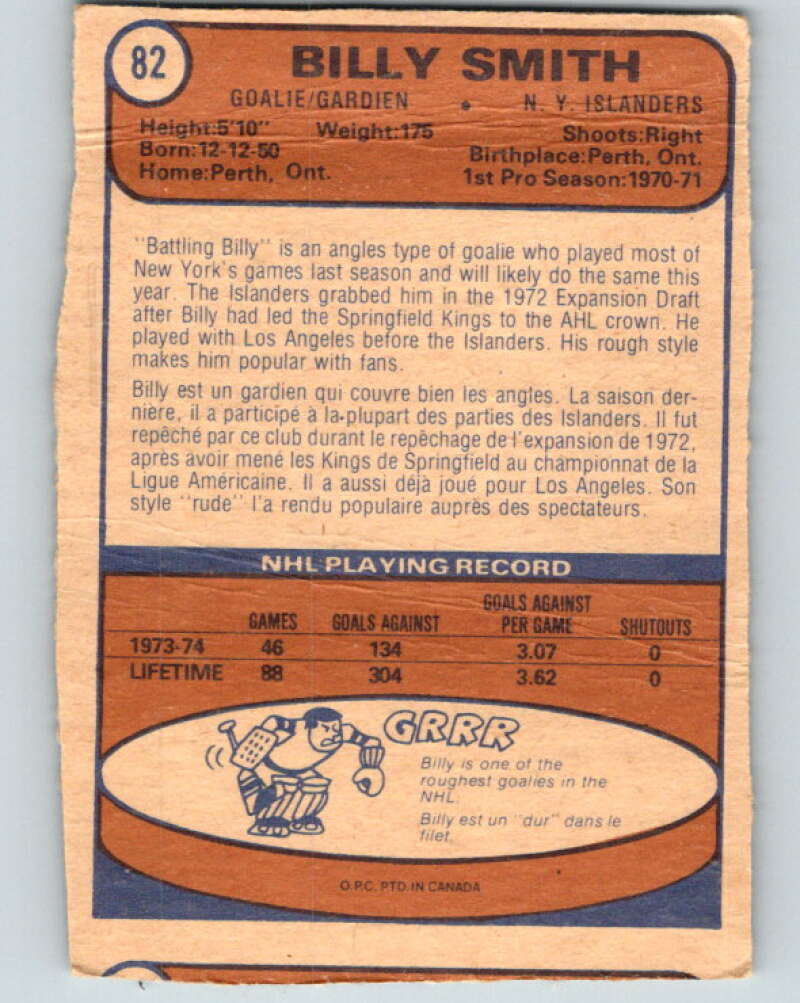 82
BILLY SMITH
GOALIE/GARDIEN • N. Y. ISLANDERS
Height:5'10" Weight:175 Shoots:Right
Born:12-12-50 Birthplace:Perth, Ont.
Home:Perth, Ont. 1st Pro Season:1970-71
"Battling Billy" is an angles type of goalie who played most of
New York's games last season and will likely do the same this
year. The Islanders grabbed him in the 1972 Expansion Draft
after Billy had led the Springfield Kings to the AHL crown. He
played with Los Angeles before the Islanders. His rough style
makes him popular with fans.
Billy est un gardien qui couvre bien les angles. La saison der-
nière, il a participé à la plupart des parties des Islanders. Il fut
repêché par ce club durant le repêchage de l'expansion de 1972,
après avoir mené les Kings de Springfield au championnat de la
Ligue Américaine. Il a aussi déjà joué pour Los Angeles. Son
style "rude" l'a rendu populaire auprès des spectateurs.
NHL PLAYING RECORD
GAMES GOALS AGAINST GOALS AGAINST PER GAME SHUTOUTS
1973-74 46 134 3.07 0
LIFETIME 88 304 3.62 0
GRRR
Billy is one of the
roughest goalies in the
NHL.
Billy est un "dur" dans le
filet.
O.P.C. PTD. IN CANADA